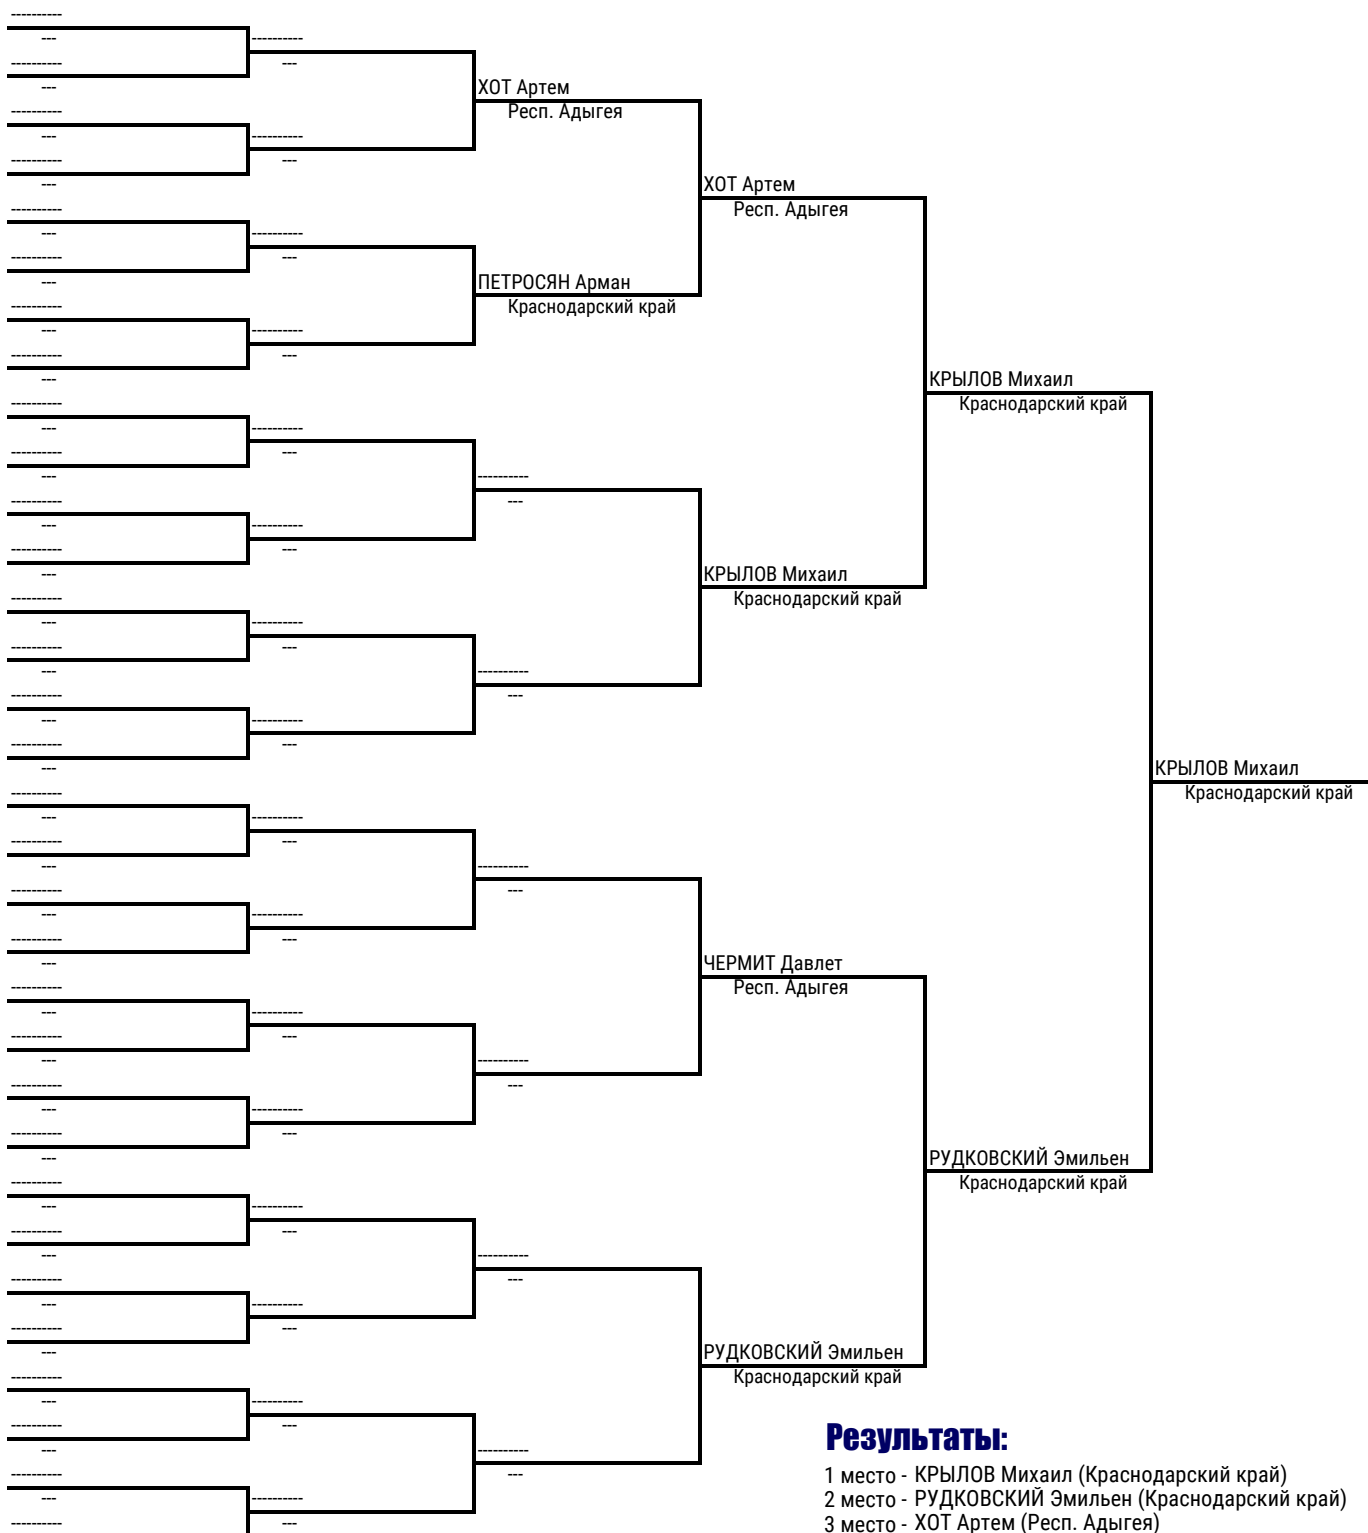 ХОТ Артем
Респ. Адыгея
ХОТ Артем
Респ. Адыгея
ПЕТРОСЯН Арман
Краснодарский край
КРЫЛОВ Михаил
Краснодарский край
КРЫЛОВ Михаил
Краснодарский край
КРЫЛОВ Михаил
Краснодарский край
ЧЕРМИТ Давлет
Респ. Адыгея
РУДКОВСКИЙ Эмильен
Краснодарский край
РУДКОВСКИЙ Эмильен
Краснодарский край
Результаты:
1 место - КРЫЛОВ Михаил (Краснодарский край)
2 место - РУДКОВСКИЙ Эмильен (Краснодарский край)
3 место - ХОТ Артем (Респ. Адыгея)